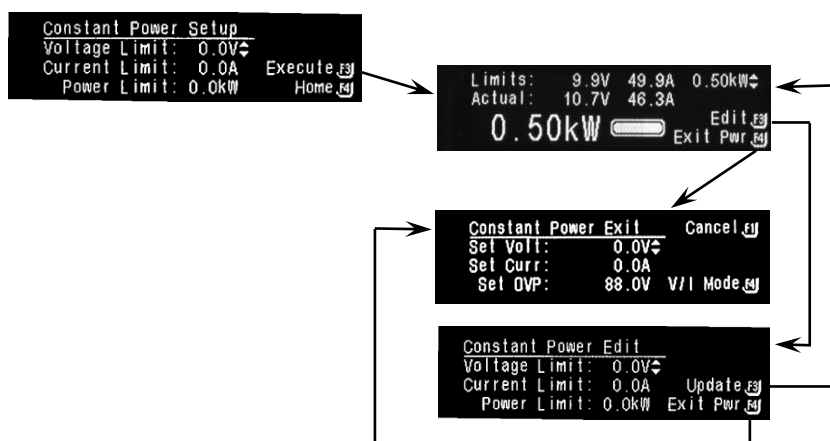 Constant Power Setup
Voltage Limit: 0.0V
Current Limit: 0.0A Execute F3
Power Limit: 0.0kW Home F4
Limits: 9.9V 49.9A 0.50kW
Actual: 10.7V 46.3A
Edit F3
0.50kW Exit Pwr F4
Constant Power Exit Cancel F1
Set Volt: 0.0V
Set Curr: 0.0A
Set OVP: 88.0V V/I Mode F4
Constant Power Edit
Voltage Limit: 0.0V
Current Limit: 0.0A Update F3
Power Limit: 0.0kW Exit Pwr F4